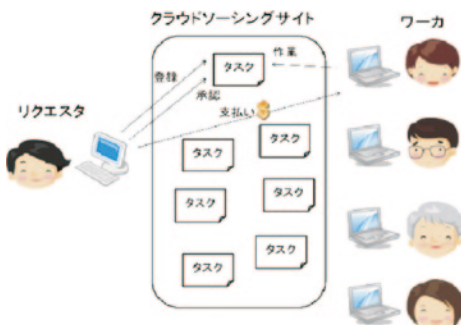 クラウドソーシングサイト
ワーカ
リクエスタ
タスク
作業
登録
承認
支払い
タスク
タスク
タスク
タスク
タスク
タスク